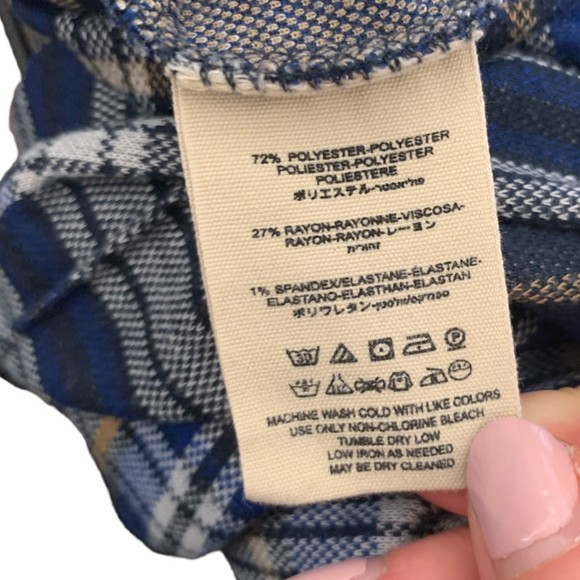 72% POLYESTER-POLYESTER
POLIESTER-POLYESTER
POLIESTERE
ポリエステル-פוליאסטר
27% RAYON-RAYONNE-VISCOSA-
RAYON-RAYON-レーヨン
זהורית
1% SPANDEX/ELASTANE-ÉLASTANE-
ELASTANO-ELASTHAN-ELASTAN
ポリウレタン-
MACHINE WASH COLD WITH LIKE COLORS
USE ONLY NON-CHLORINE BLEACH
TUMBLE DRY LOW
LOW IRON AS NEEDED
MAY BE DRY CLEANED